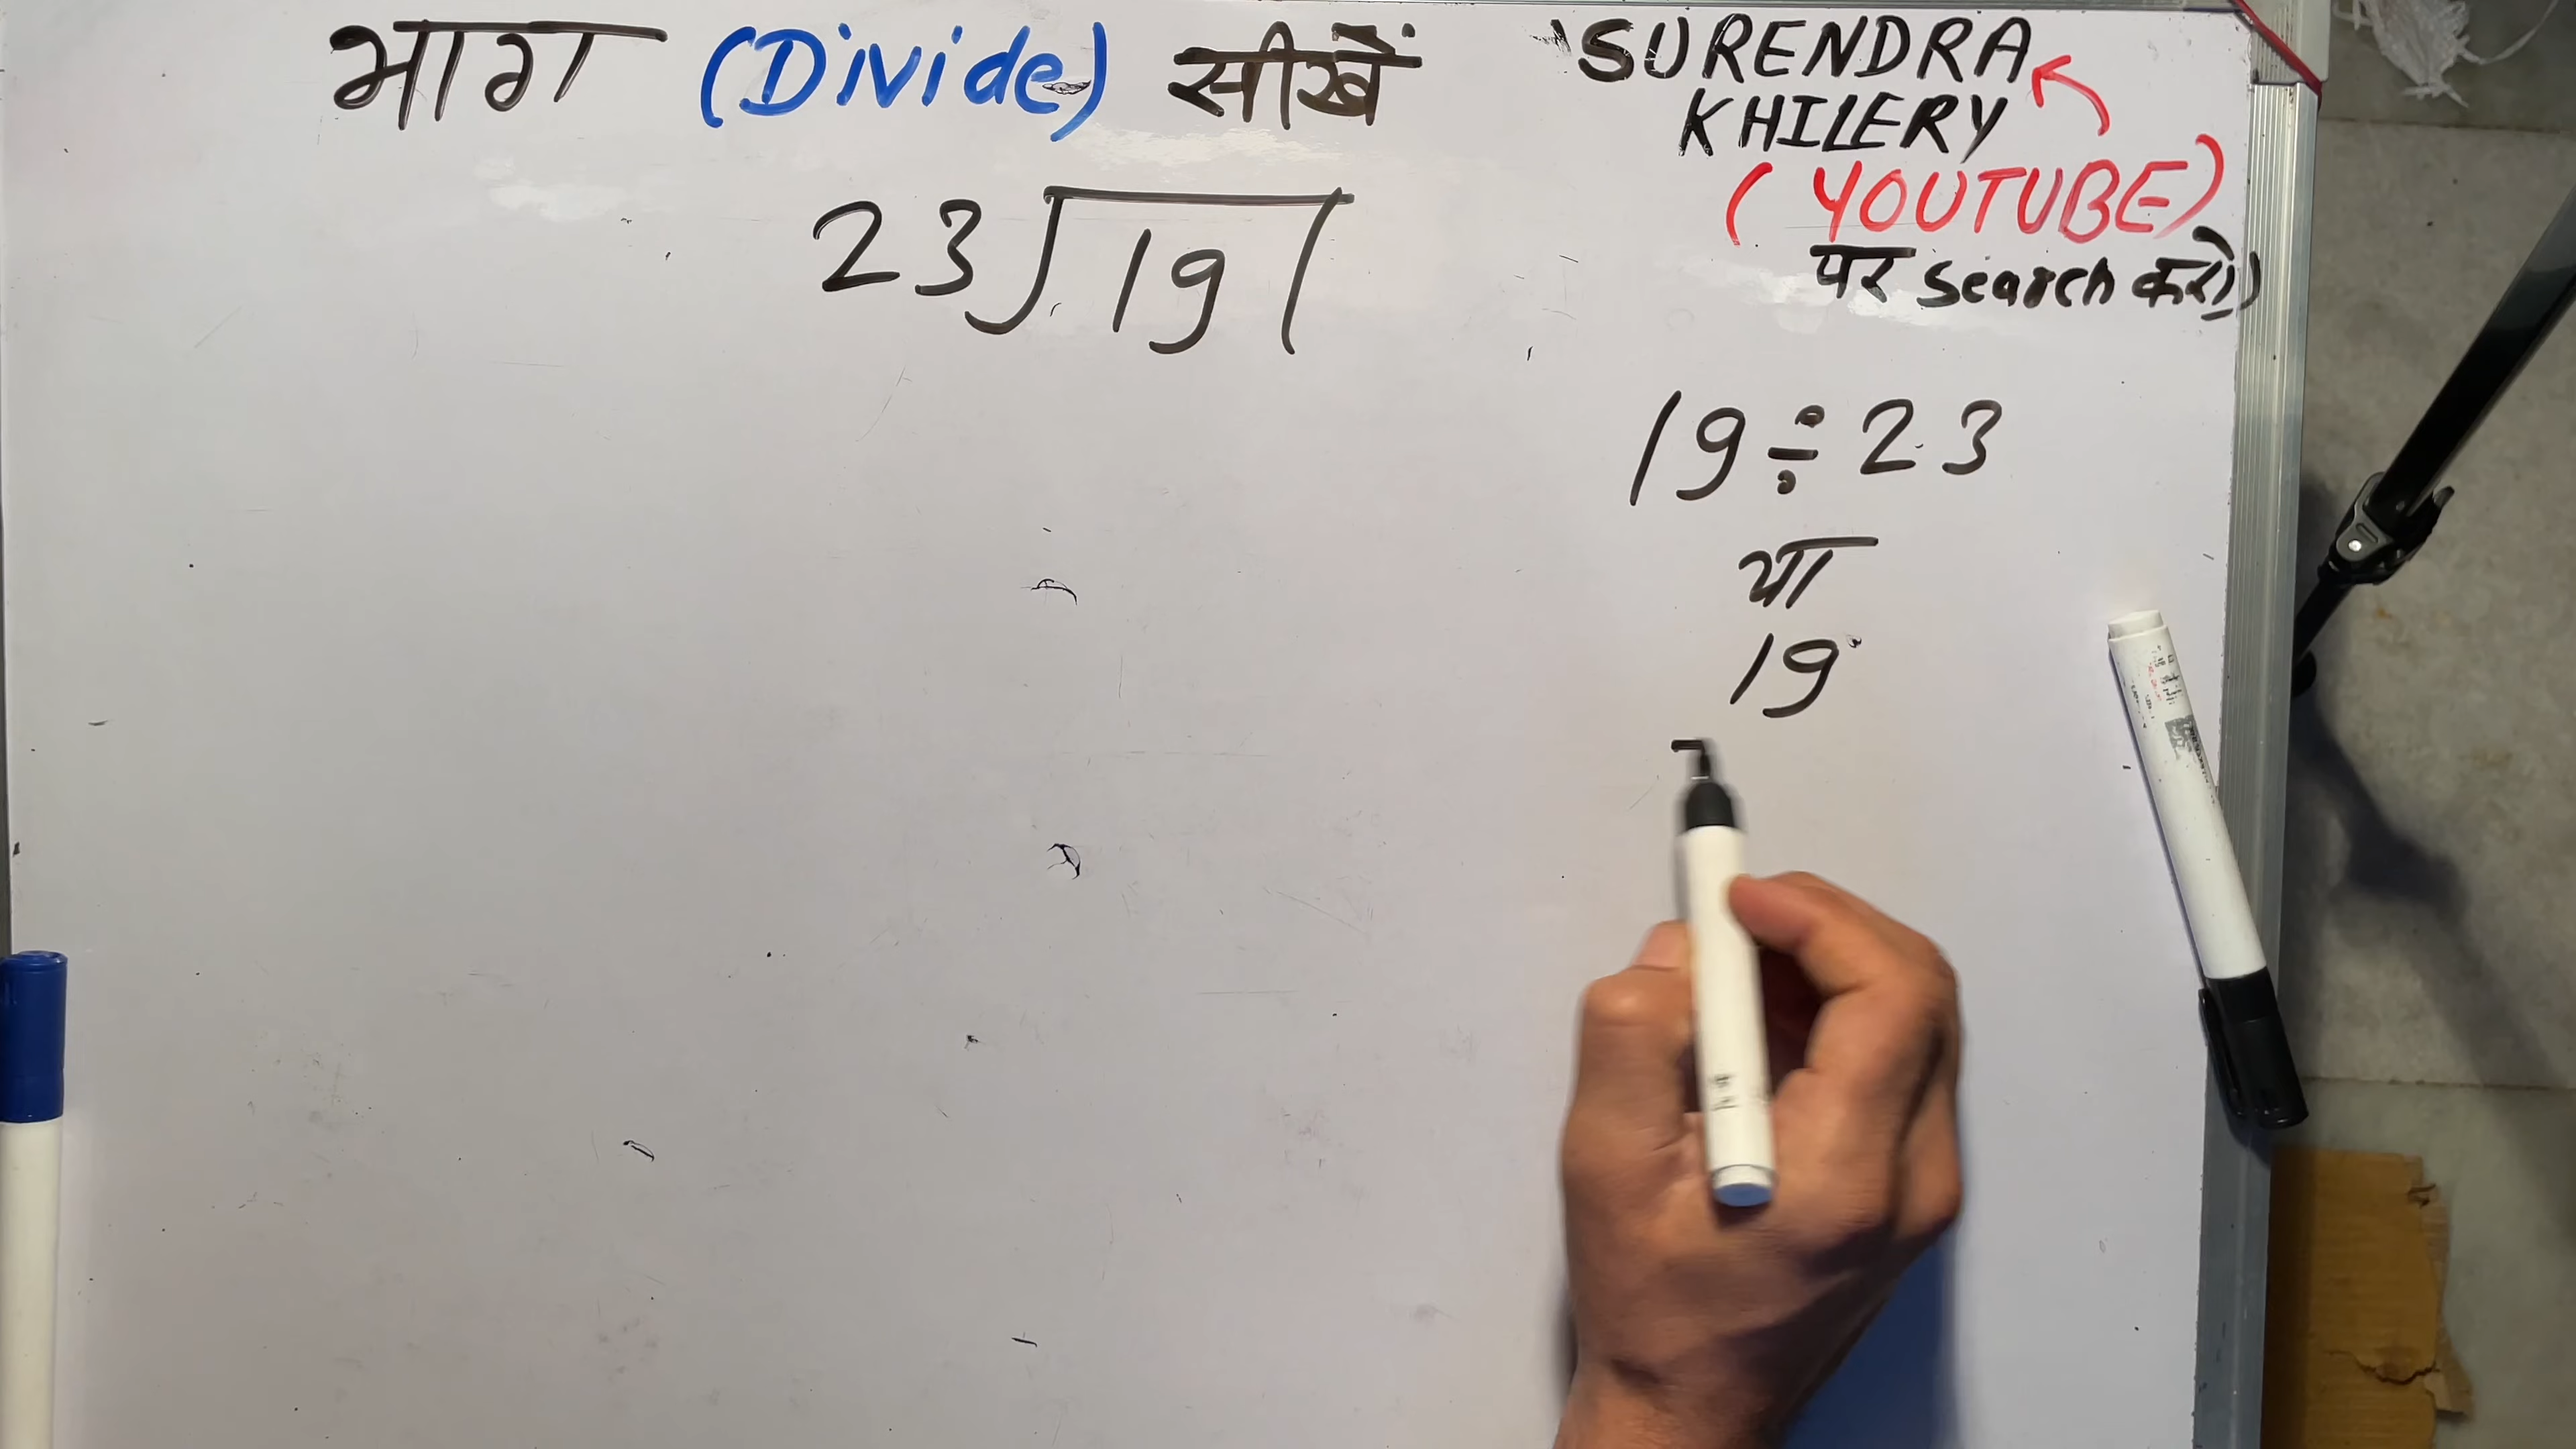 भाग (Divide) सीखें
SURENDRA
KHILERY
(YOUTUBE)
पर search करो)
23)19(
19÷23
या
19